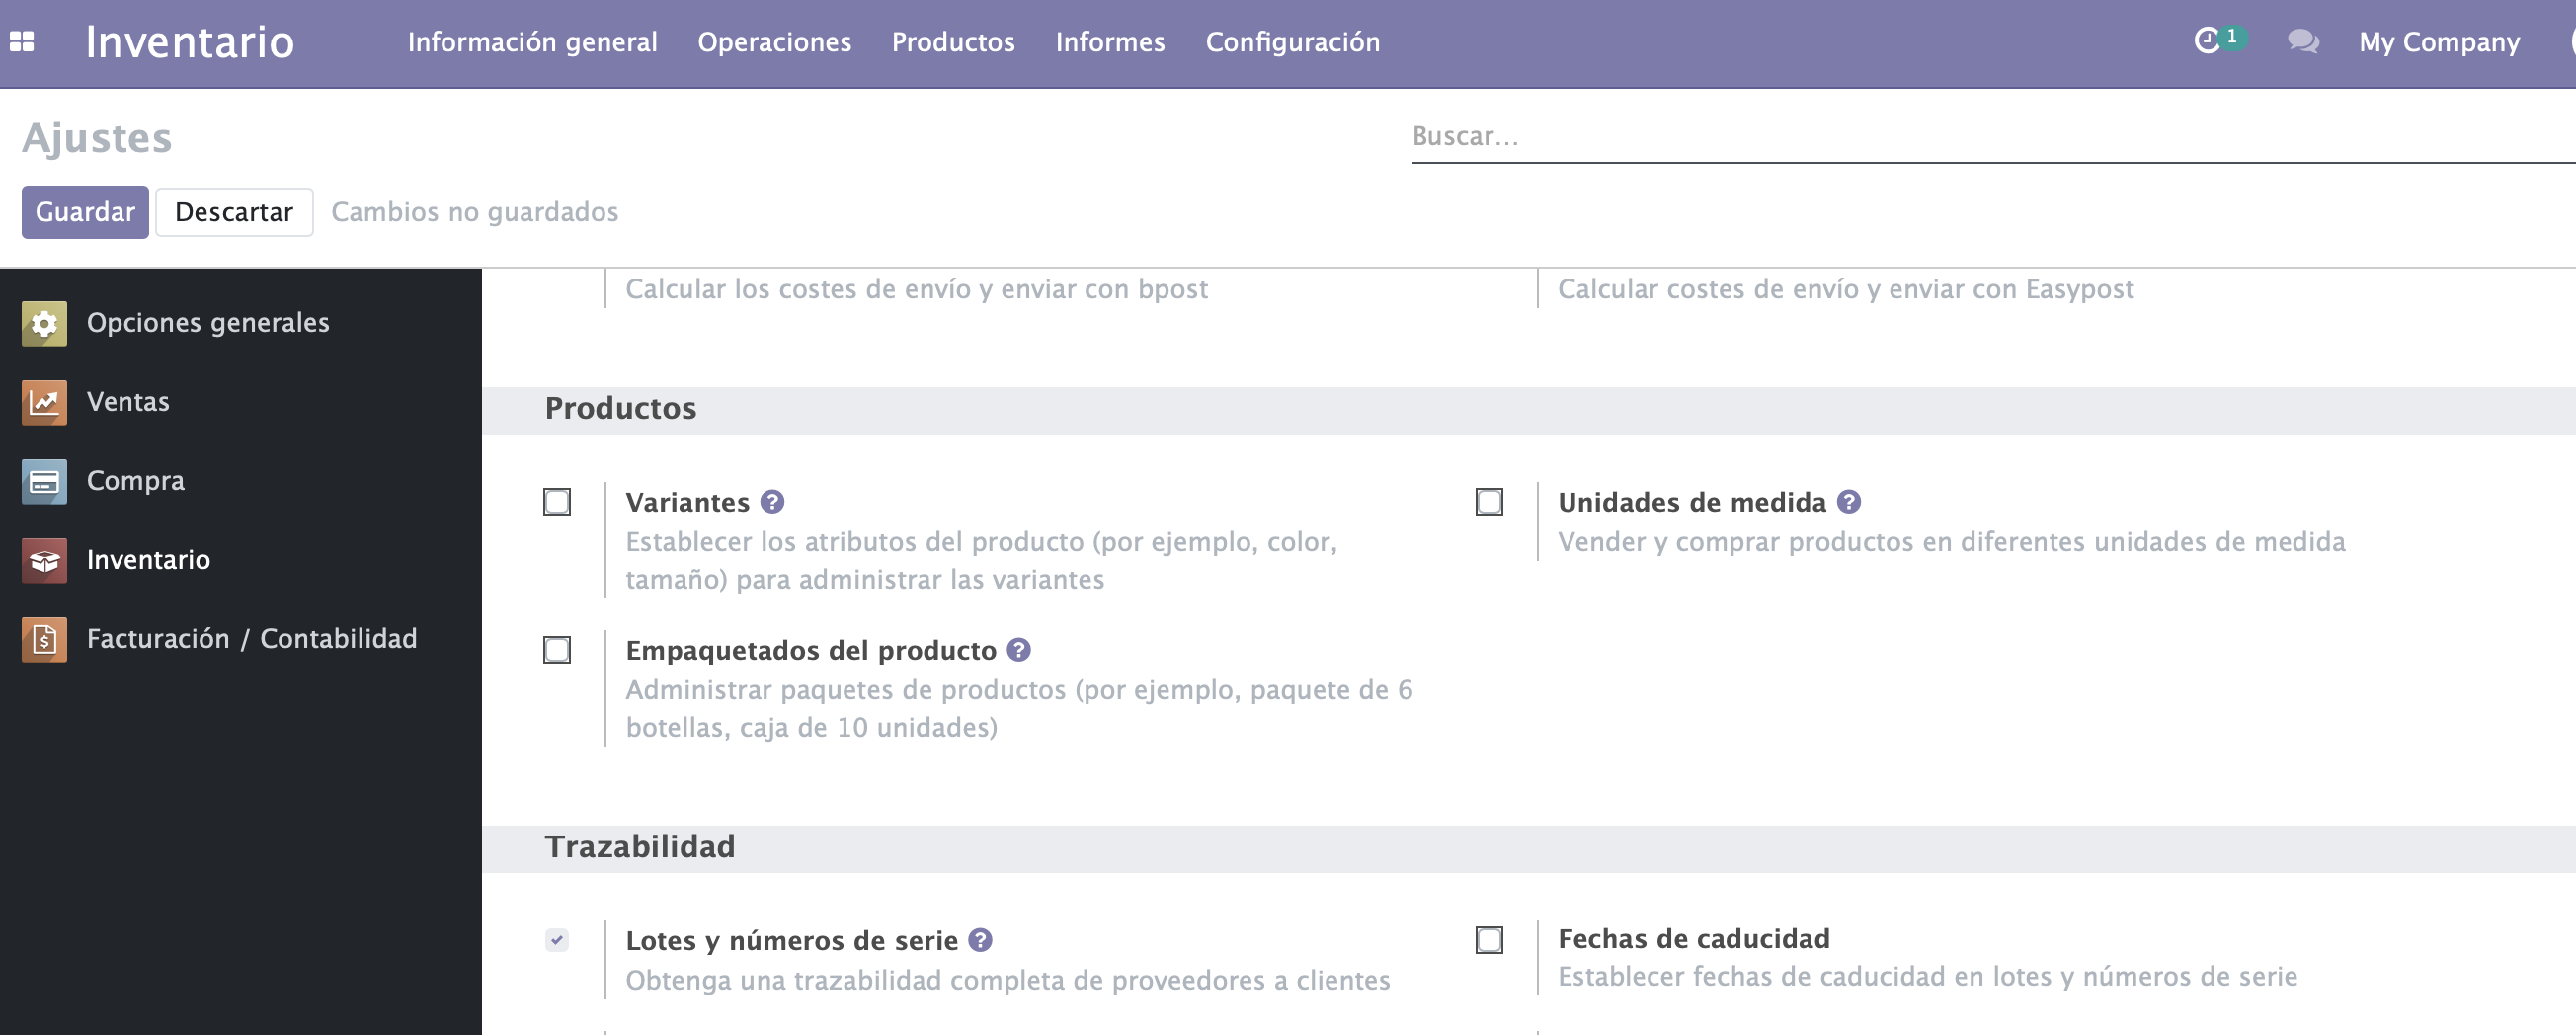 Inventario
Información general
Operaciones
Productos
Informes
Configuración
1
My Company
Ajustes
Buscar...
Guardar
Descartar
Cambios no guardados
Opciones generales
Ventas
Compra
Inventario
Facturación / Contabilidad
Calcular los costes de envío y enviar con bpost
Calcular costes de envío y enviar con Easypost
Productos
Variantes ?
Establecer los atributos del producto (por ejemplo, color,
tamaño) para administrar las variantes
Unidades de medida ?
Vender y comprar productos en diferentes unidades de medida
Empaquetados del producto ?
Administrar paquetes de productos (por ejemplo, paquete de 6
botellas, caja de 10 unidades)
Trazabilidad
Lotes y números de serie ?
Obtenga una trazabilidad completa de proveedores a clientes
Fechas de caducidad
Establecer fechas de caducidad en lotes y números de serie